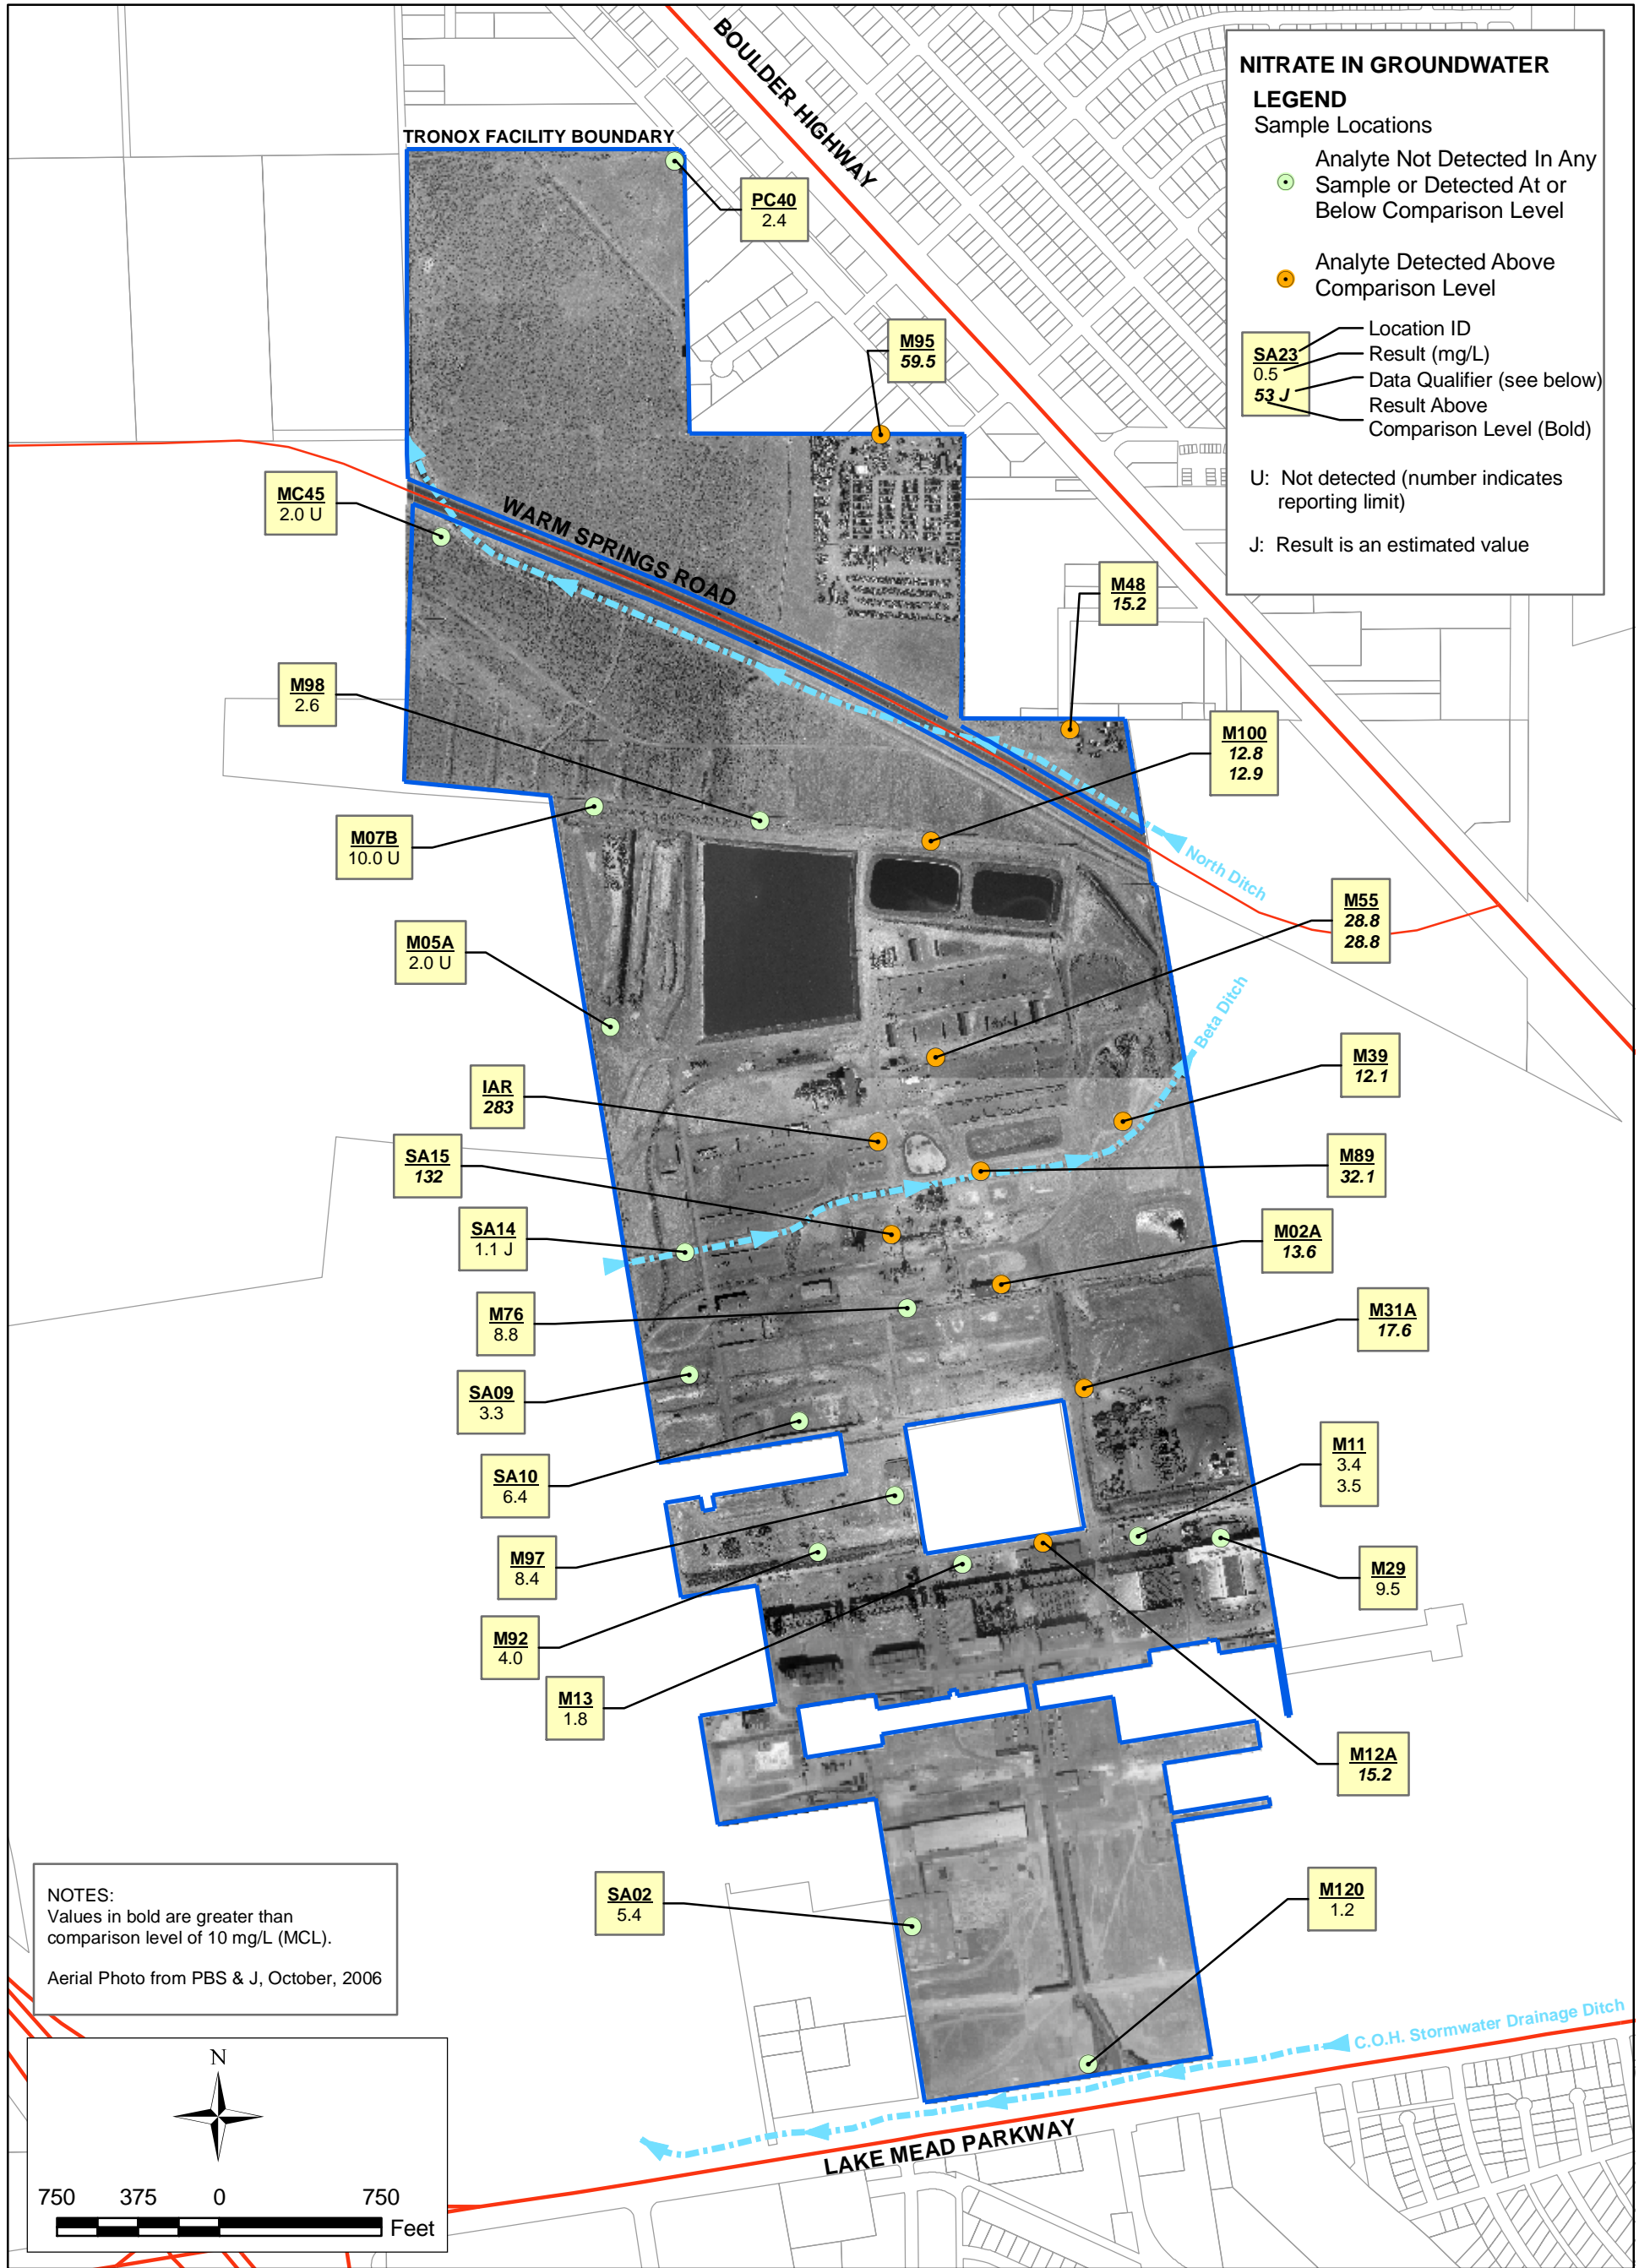 BOULDER HIGHWAY
NITRATE IN GROUNDWATER
LEGEND
Sample Locations
Analyte Not Detected In Any
Sample or Detected At or
Below Comparison Level
Analyte Detected Above
Comparison Level
SA23
0.5
53 J
Location ID
Result (mg/L)
Data Qualifier (see below)
Result Above
Comparison Level (Bold)
U: Not detected (number indicates
reporting limit)
J: Result is an estimated value
TRONOX FACILITY BOUNDARY
PC40
2.4
M95
59.5
MC45
2.0 U
WARM SPRINGS ROAD
M48
15.2
M98
2.6
M100
12.8
12.9
M07B
10.0 U
North Ditch
M55
28.8
28.8
M05A
2.0 U
Beta Ditch
M39
12.1
IAR
283
SA15
132
M89
32.1
SA14
1.1 J
M02A
13.6
M76
8.8
M31A
17.6
SA09
3.3
M11
3.4
3.5
SA10
6.4
M97
8.4
M29
9.5
M92
4.0
M13
1.8
M12A
15.2
SA02
5.4
M120
1.2
NOTES:
Values in bold are greater than
comparison level of 10 mg/L (MCL).
Aerial Photo from PBS & J, October, 2006
C.O.H. Stormwater Drainage Ditch
LAKE MEAD PARKWAY
N
750 375 0 750
Feet